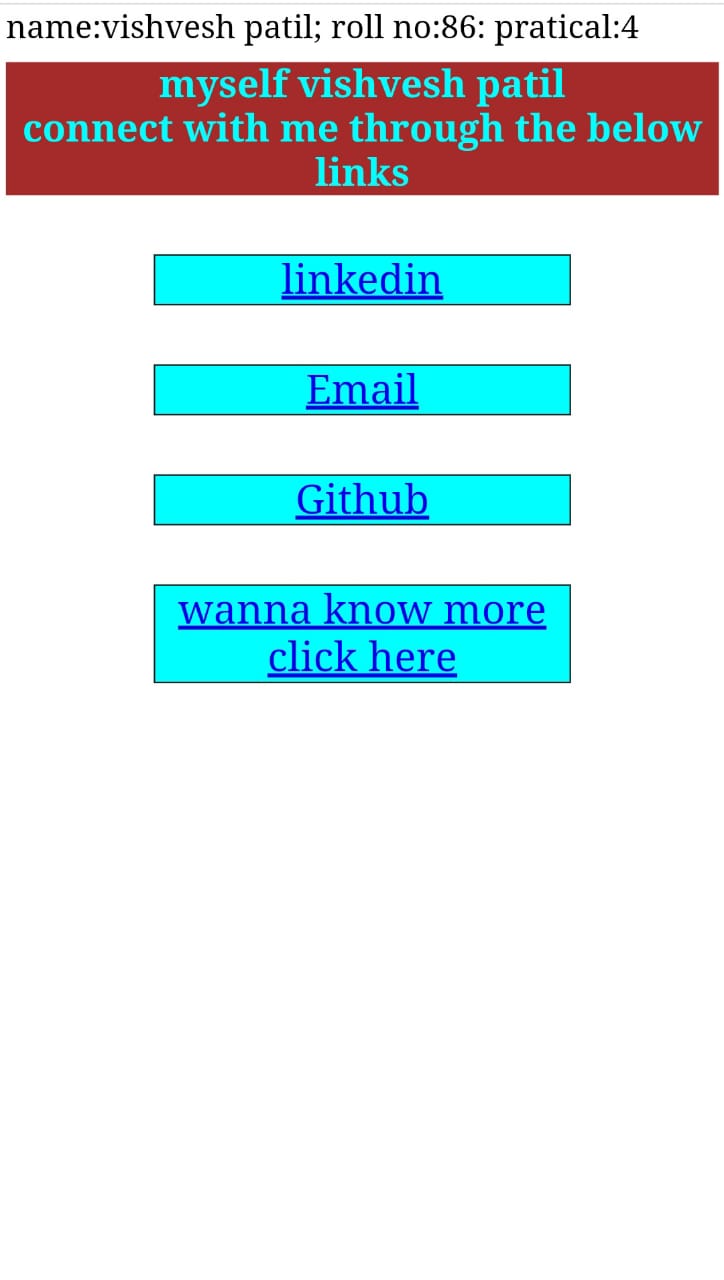 name:vishvesh patil; roll no:86: pratical:4
myself vishvesh patil
connect with me through the below
links
linkedin
Email
Github
wanna know more
click here